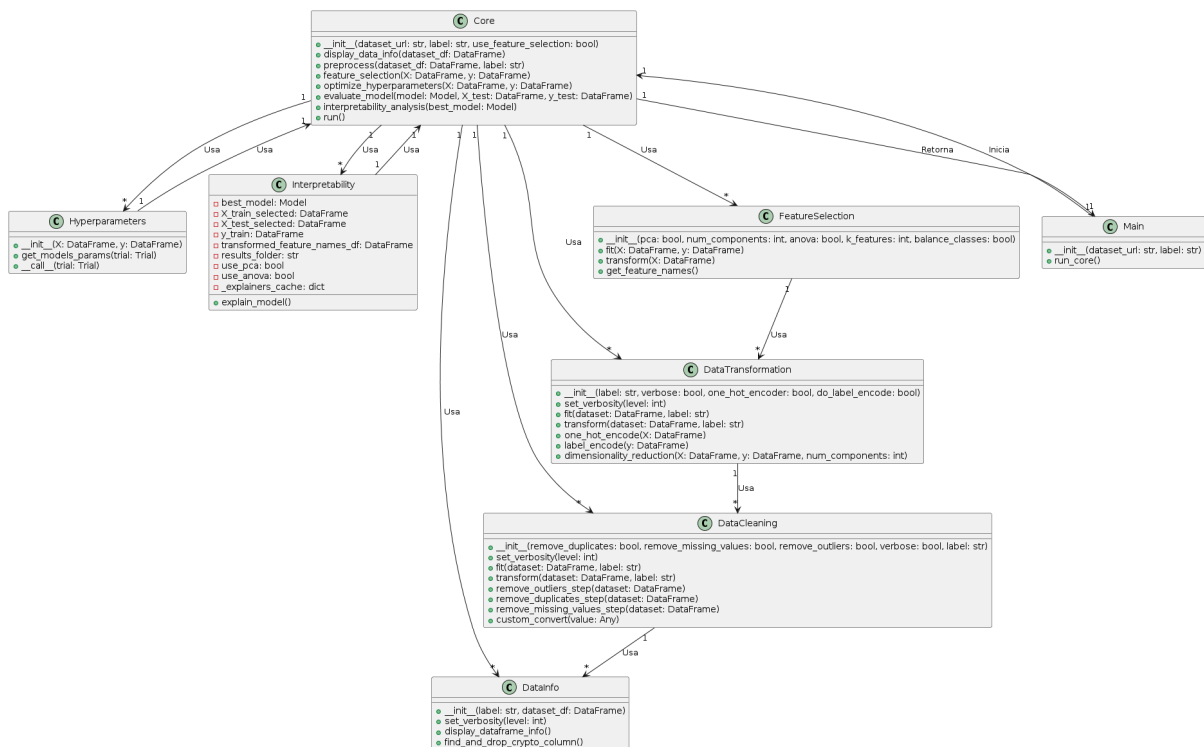 C Core
__init__(dataset_url: str, label: str, use_feature_selection: bool)
display_data_info(dataset_df: DataFrame)
preprocess(dataset_df: DataFrame, label: str)
feature_selection(X: DataFrame, y: DataFrame)
optimize_hyperparameters(X: DataFrame, y: DataFrame)
evaluate_model(model: Model, X_test: DataFrame, y_test: DataFrame)
interpretability_analysis(best_model: Model)
run()
1
1
1
1
1
1
1
1
1
1
1
Usa
Usa
Usa
Usa
Usa
Retorna
Inicia
*
1
*
1
*
1
1
C Hyperparameters
__init__(X: DataFrame, y: DataFrame)
get_models_params(trial: Trial)
__call__(trial: Trial)
C Interpretability
best_model: Model
X_train_selected: DataFrame
X_test_selected: DataFrame
y_train: DataFrame
transformed_feature_names_df: DataFrame
results_folder: str
use_pca: bool
use_anova: bool
_explainers_cache: dict
explain_model()
C FeatureSelection
__init__(pca: bool, num_components: int, anova: bool, k_features: int, balance_classes: bool)
fit(X: DataFrame, y: DataFrame)
transform(X: DataFrame)
get_feature_names()
C Main
__init__(dataset_url: str, label: str)
run_core()
Usa
1
Usa
Usa
*
*
C DataTransformation
__init__(label: str, verbose: bool, one_hot_encoder: bool, do_label_encode: bool)
set_verbosity(level: int)
fit(dataset: DataFrame, label: str)
transform(dataset: DataFrame, label: str)
one_hot_encode(X: DataFrame)
label_encode(y: DataFrame)
dimensionality_reduction(X: DataFrame, y: DataFrame, num_components: int)
Usa
1
Usa
*
*
C DataCleaning
__init__(remove_duplicates: bool, remove_missing_values: bool, remove_outliers: bool, verbose: bool, label: str)
set_verbosity(level: int)
fit(dataset: DataFrame, label: str)
transform(dataset: DataFrame, label: str)
remove_outliers_step(dataset: DataFrame)
remove_duplicates_step(dataset: DataFrame)
remove_missing_values_step(dataset: DataFrame)
custom_convert(value: Any)
1
Usa
*
*
C DataInfo
__init__(label: str, dataset_df: DataFrame)
set_verbosity(level: int)
display_dataframe_info()
find_and_drop_crypto_column()